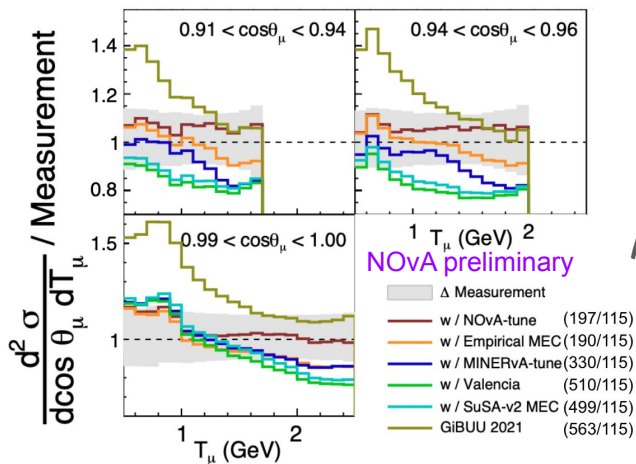 0.91 < cosθμ < 0.94
0.94 < cosθμ < 0.96
1.4
1.2
1
0.8
1 Tμ (GeV) 2
d² σ / dcos θμ dTμ / Measurement
0.99 < cosθμ < 1.00
1.5
1
1 2
Tμ (GeV)
NOvA preliminary
Δ Measurement
w / NOvA-tune (197/115)
w / Empirical MEC (190/115)
w / MINERvA-tune (330/115)
w / Valencia (510/115)
w / SuSA-v2 MEC (499/115)
GiBUU 2021 (563/115)